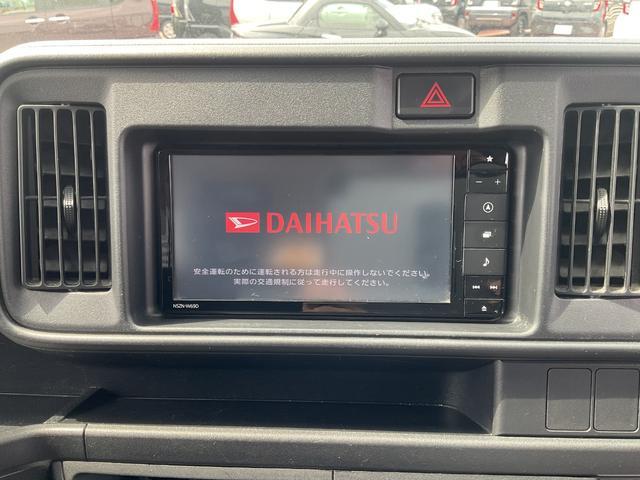 DAIHATSU
安全運転のために運転される方は走行中に操作しないでください。
実際の交通規制に従って走行してください。
NSZN-W69D